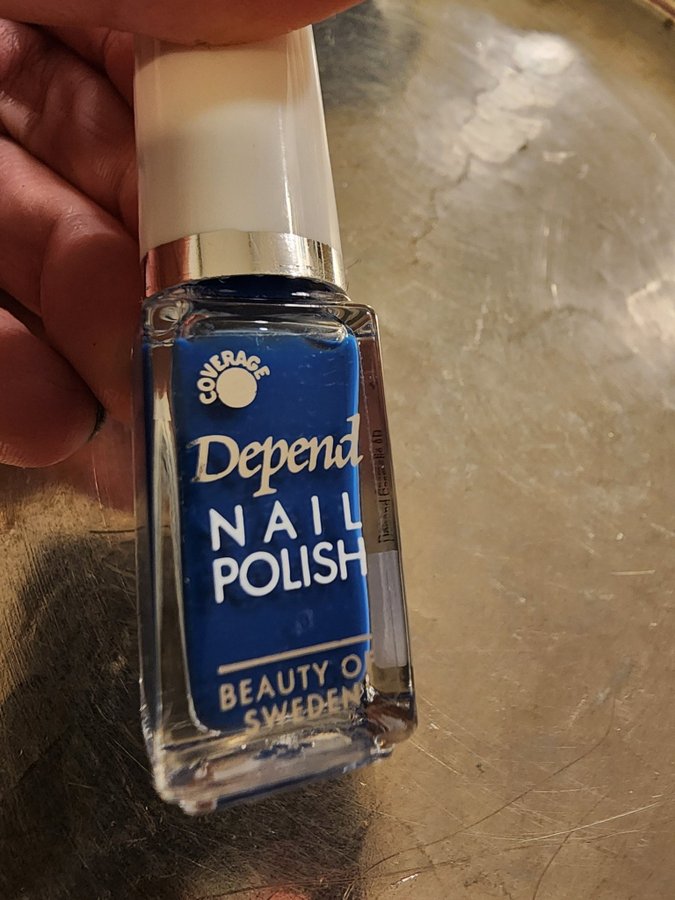 COVERAGE
Depend
NAIL
POLISH
BEAUTY OF
SWEDEN